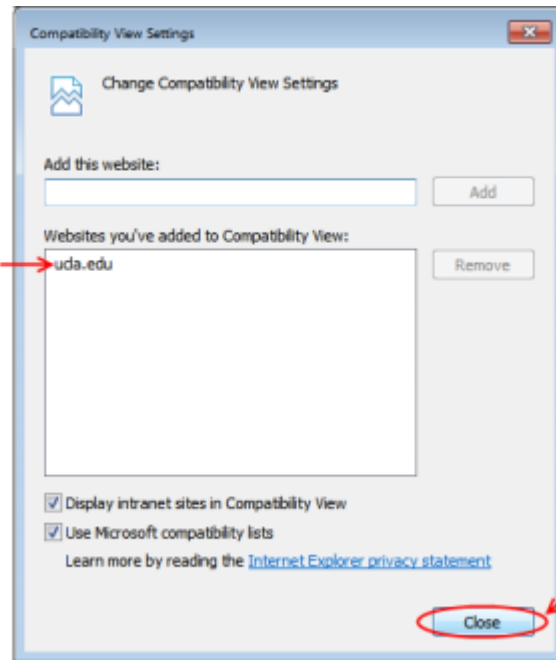 Compatibility View Settings
Change Compatibility View Settings
Add this website:
Add
Websites you've added to Compatibility View:
ucla.edu
Remove
Display intranet sites in Compatibility View
Use Microsoft compatibility lists
Learn more by reading the Internet Explorer privacy statement
Close